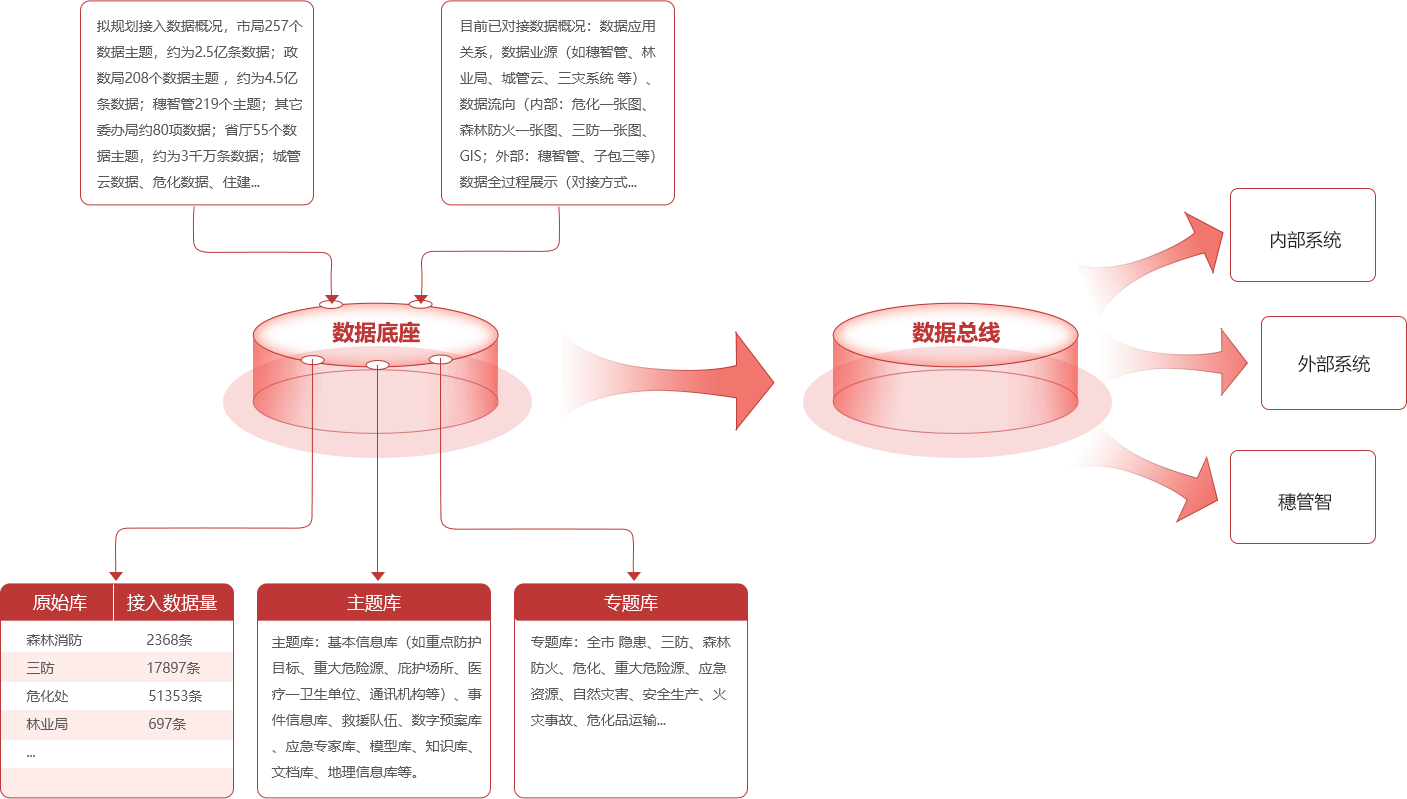 拟规划接入数据概况，市局257个
数据主题，约为2.5亿条数据；政
数局208个数据主题 ，约为4.5亿
条数据；穗智管219个主题；其它
委办局约80项数据；省厅55个数
据主题，约为3千万条数据；城管
云数据、危化数据、住建...
目前已对接数据概况：数据应用
关系，数据业源（如穗智管、林
业局、城管云、三灾系统 等）、
数据流向（内部：危化一张图、
森林防火一张图、三防一张图、
GIS；外部：穗智管、子包三等）
数据全过程展示（对接方式...
数据底座
数据总线
内部系统
外部系统
穗管智
原始库 接入数据量
森林消防 2368条
三防 17897条
危化处 51353条
林业局 697条
...
主题库
主题库：基本信息库（如重点防护
目标、重大危险源、庇护场所、医
疗一卫生单位、通讯机构等）、事
件信息库、救援队伍、数字预案库
、应急专家库、模型库、知识库、
文档库、地理信息库等。
专题库
专题库：全市 隐患、三防、森林
防火、危化、重大危险源、应急
资源、自然灾害、安全生产、火
灾事故、危化品运输...